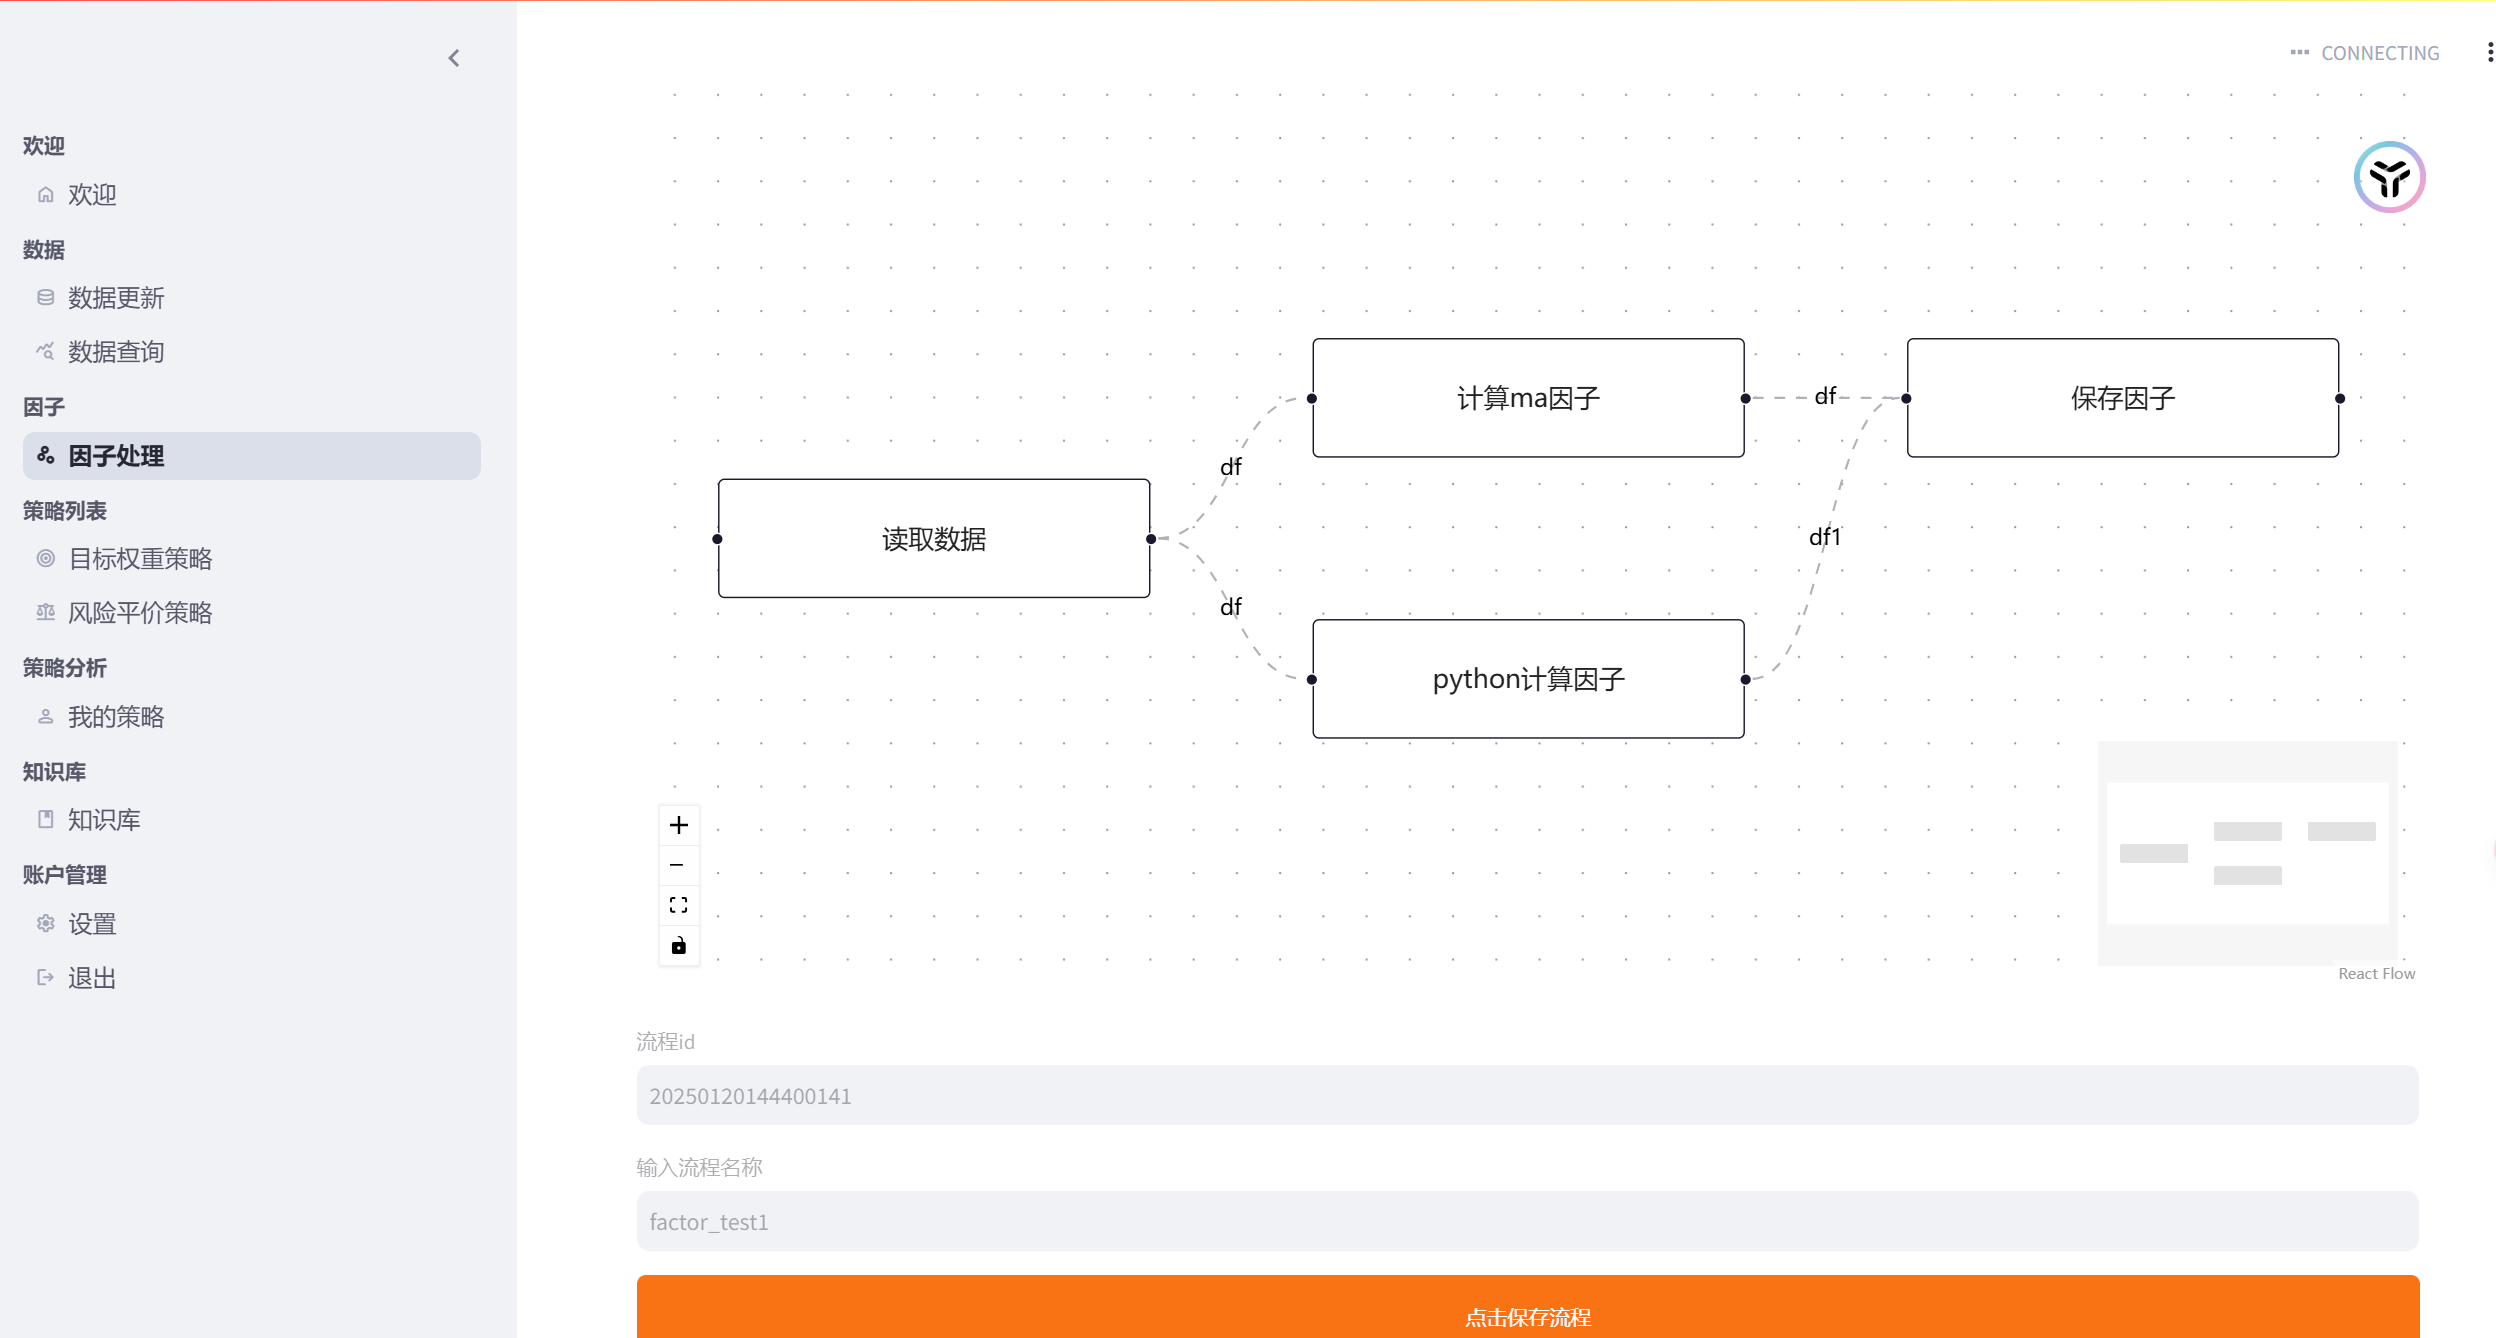 欢迎
欢迎
数据
数据更新
数据查询
因子
因子处理
策略列表
目标权重策略
风险平价策略
策略分析
我的策略
知识库
知识库
账户管理
设置
退出
CONNECTING
计算ma因子
df
保存因子
df
读取数据
df1
df
python计算因子
React Flow
流程id
20250120144400141
输入流程名称
factor_test1
点击保存流程